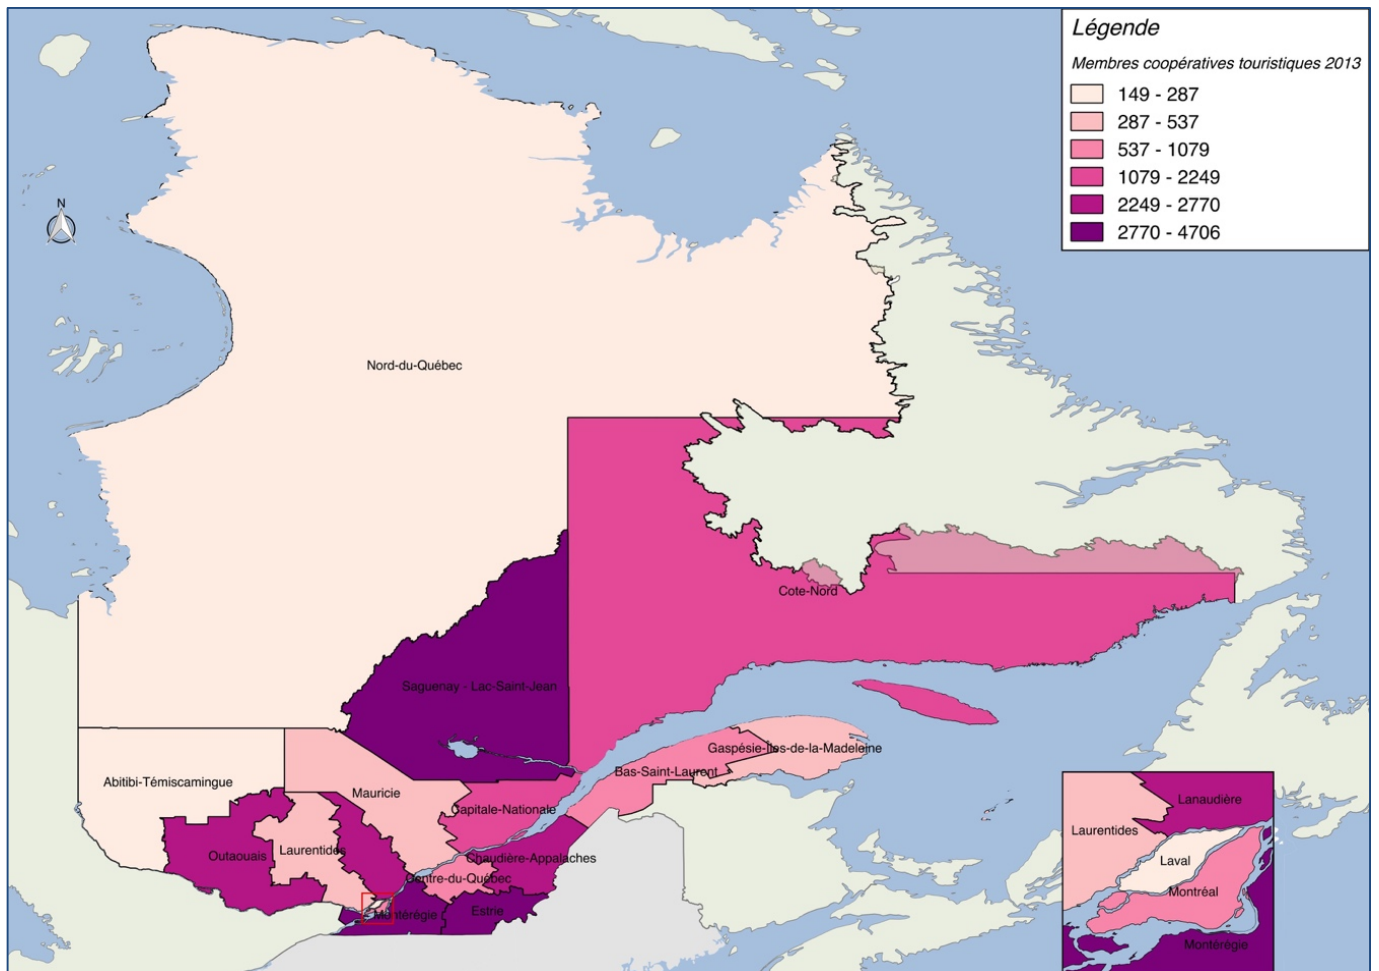 Légende
Membres coopératives touristiques 2013
149 - 287
287 - 537
537 - 1079
1079 - 2249
2249 - 2770
2770 - 4706
N
Nord-du-Québec
Cote-Nord
Saguenay - Lac-Saint-Jean
Gaspésie-Îles-de-la-Madeleine
Bas-Saint-Laurent
Abitibi-Témiscamingue
Mauricie
Capitale-Nationale
Outaouais
Laurentides
Chaudière-Appalaches
Centre-du-Québec
Estrie
Montérégie
Lanaudière
Laurentides
Laval
Montréal
Montérégie